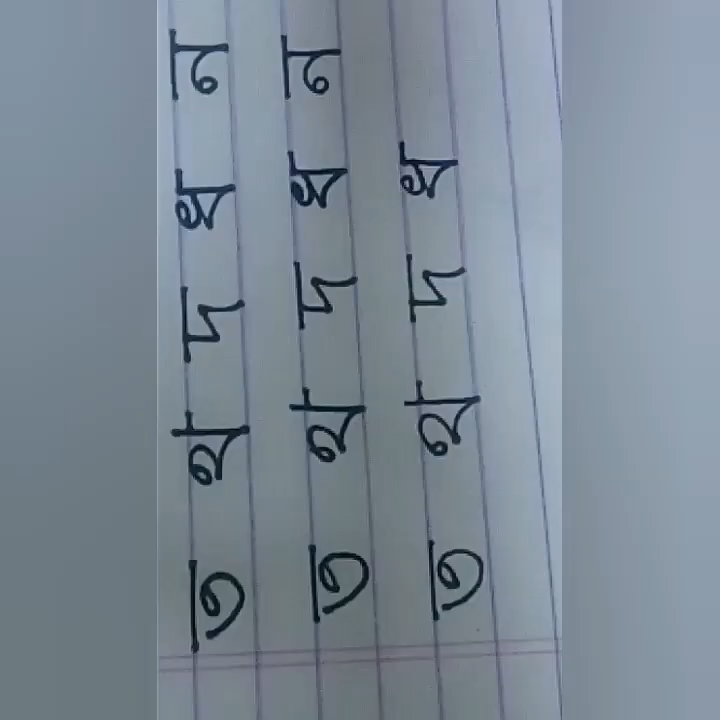 ত থ দ ধ ন
ত থ দ ধ ন
ত থ দ ধ